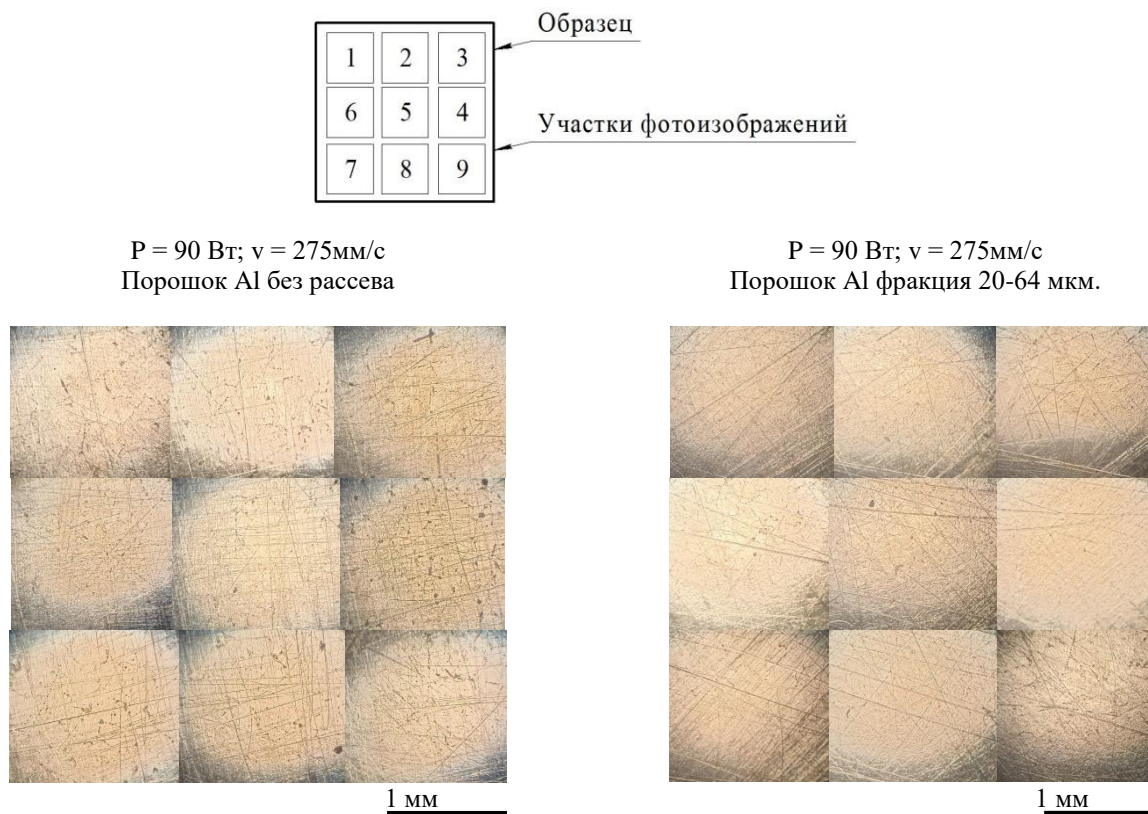 Образец
1 2 3
Участки фотоизображений
6 5 4
7 8 9
P = 90 Вт; v = 275мм/с
Порошок Al без рассева
P = 90 Вт; v = 275мм/с
Порошок Al фракция 20-64 мкм.
1 мм
1 мм